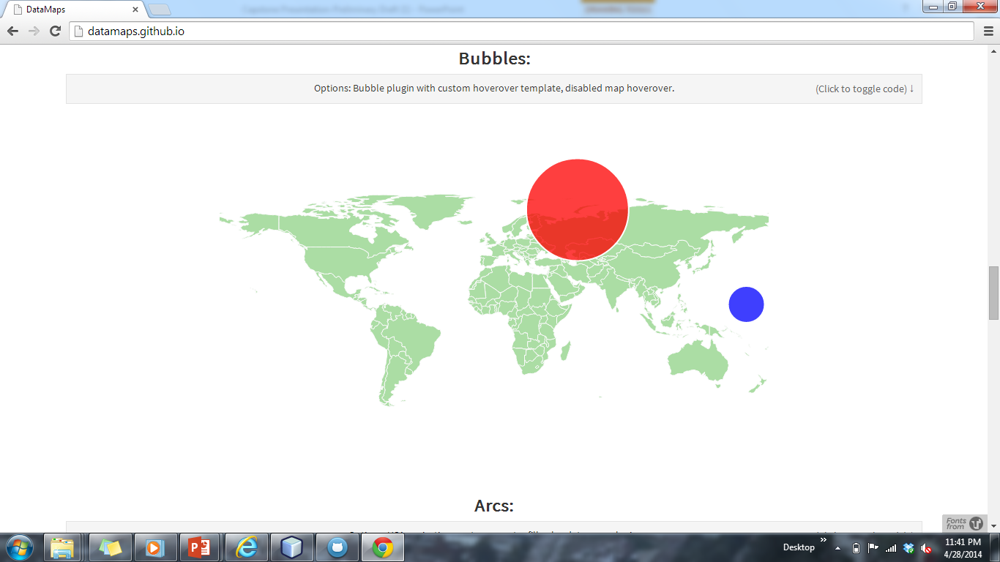 DataMaps
datamaps.github.io
Bubbles:
Options: Bubble plugin with custom hoverover template, disabled map hoverover.
(Click to toggle code) ↓
Arcs:
Fonts
from
Desktop
11:41 PM
4/28/2014